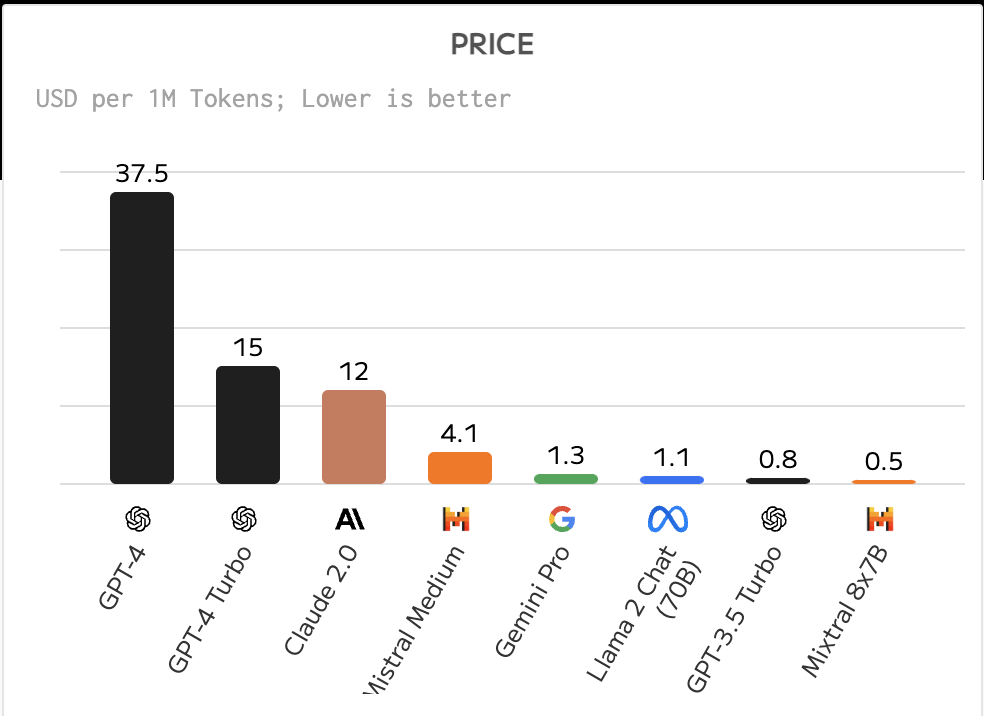 PRICE
USD per 1M Tokens; Lower is better
37.5
15
12
4.1
1.3
1.1
0.8
0.5
GPT-4
GPT-4 Turbo
Claude 2.0
Mistral Medium
Gemini Pro
Llama 2 Chat
(70B)
GPT-3.5 Turbo
Mixtral 8x7B